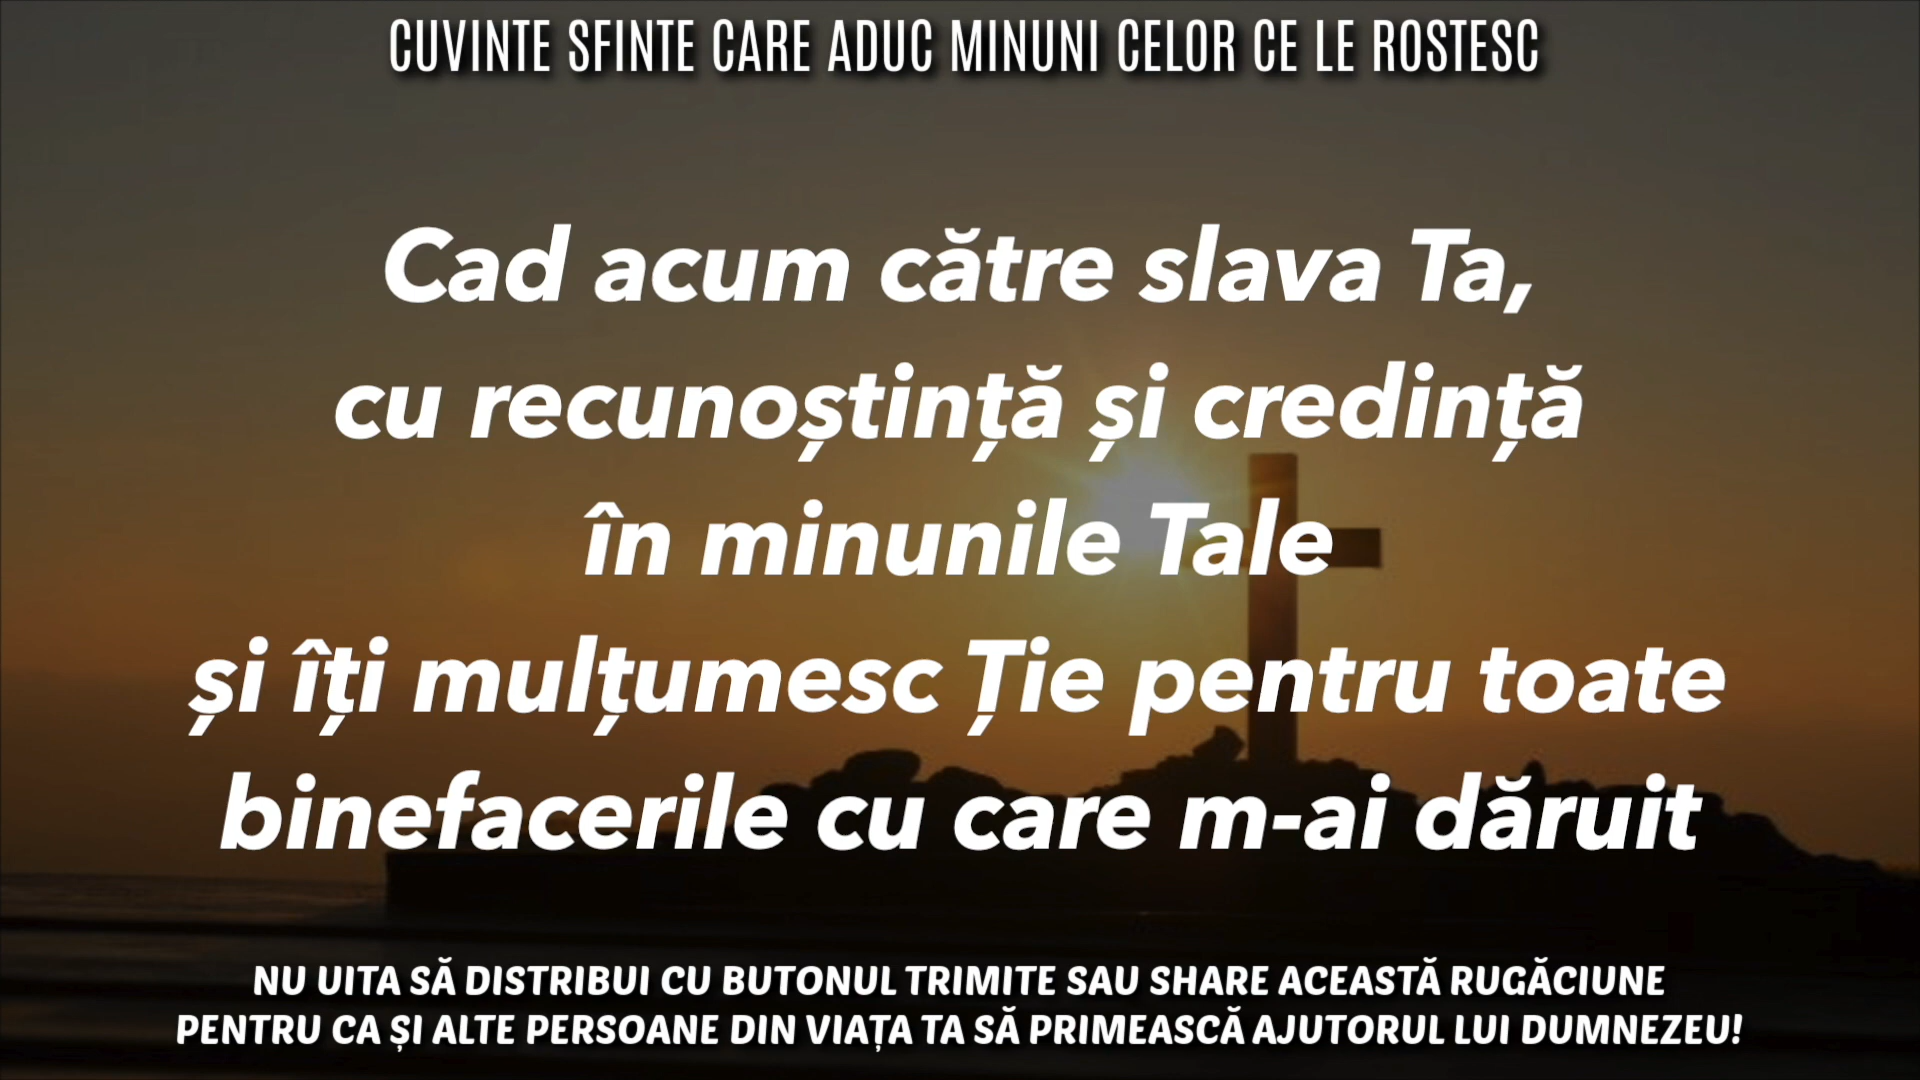 CUVINTE SFINTE CARE ADUC MINUNI CELOR CE LE ROSTESC
Cad acum către slava Ta,
cu recunoștință și credință
în minunile Tale
și îți mulțumesc Ție pentru toate
binefacerile cu care m-ai dăruit
NU UITA SĂ DISTRIBUI CU BUTONUL TRIMITE SAU SHARE ACEASTĂ RUGĂCIUNE
PENTRU CA ȘI ALTE PERSOANE DIN VIAȚA TA SĂ PRIMEASCĂ AJUTORUL LUI DUMNEZEU!